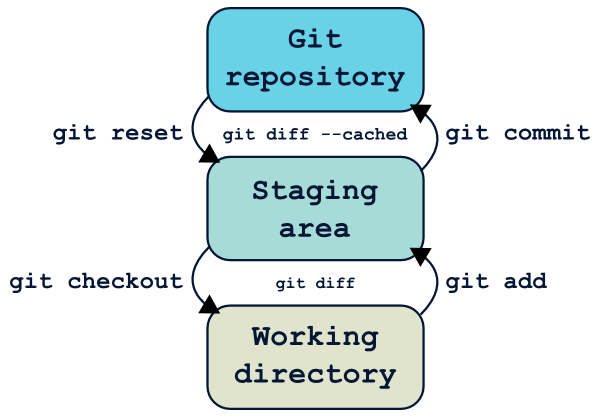 Git
repository
git reset
git diff --cached
git commit
Staging
area
git checkout
git diff
git add
Working
directory